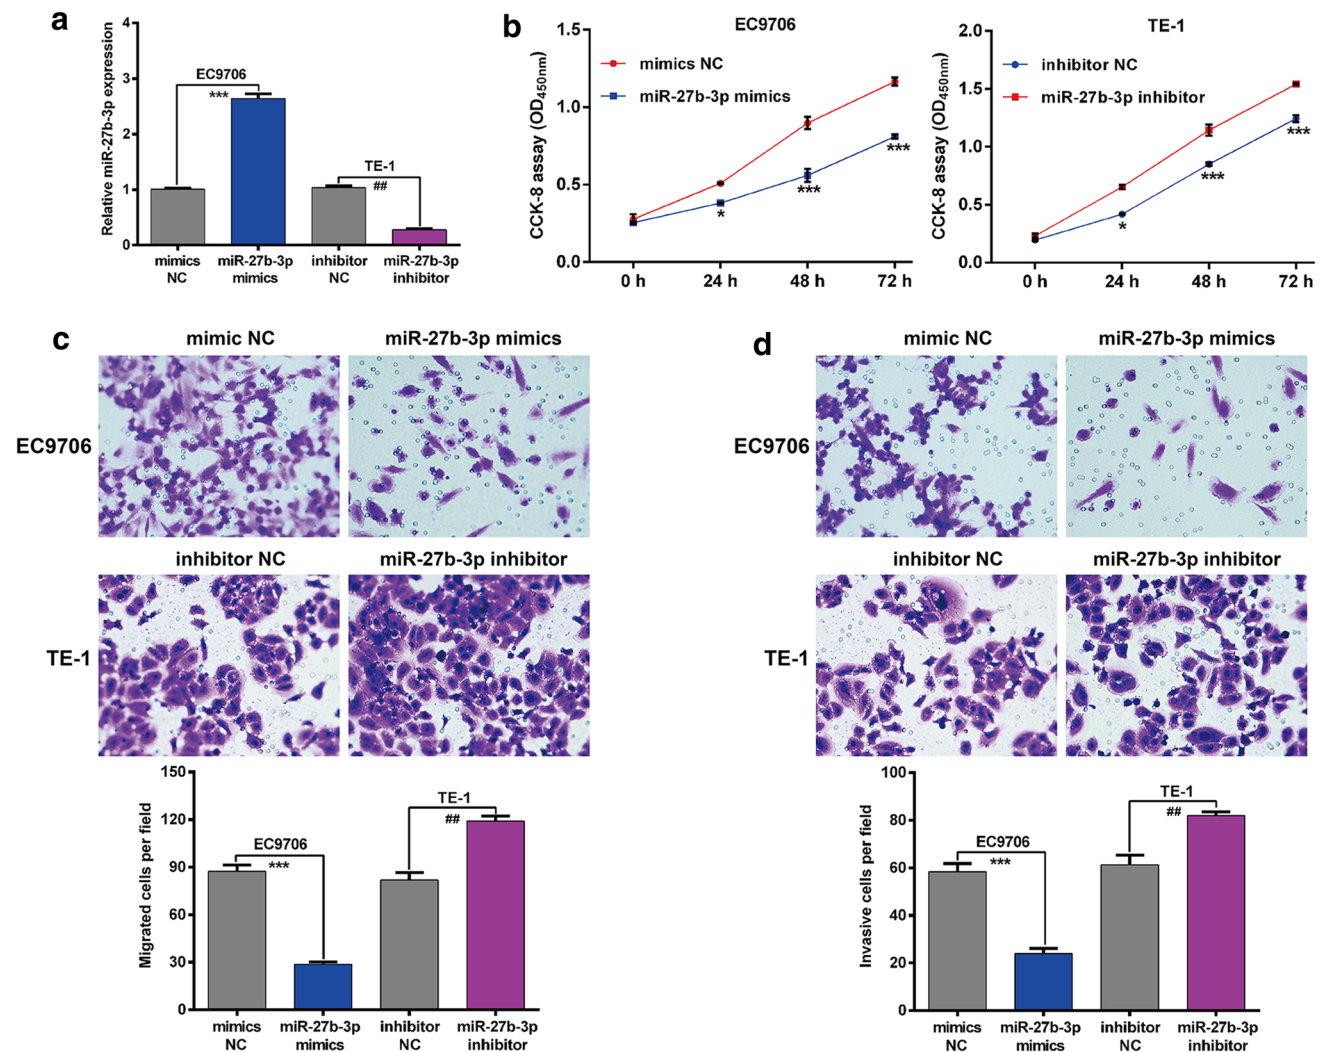 a
Relative miR-27b-3p expression
4
3
2
1
0
EC9706
***
TE-1
##
mimics
NC
miR-27b-3p
mimics
inhibitor
NC
miR-27b-3p
inhibitor
b
EC9706
CCK-8 assay (OD450nm)
1.5
1.0
0.5
0.0
mimics NC
miR-27b-3p mimics
*
***
***
0 h
24 h
48 h
72 h
TE-1
CCK-8 assay (OD450nm)
2.0
1.5
1.0
0.5
0.0
inhibitor NC
miR-27b-3p inhibitor
*
***
***
0 h
24 h
48 h
72 h
c
mimic NC
miR-27b-3p mimics
EC9706
inhibitor NC
miR-27b-3p inhibitor
TE-1
Migrated cells per field
150
120
90
60
30
0
EC9706
***
TE-1
##
mimics
NC
miR-27b-3p
mimics
inhibitor
NC
miR-27b-3p
inhibitor
d
mimic NC
miR-27b-3p mimics
EC9706
inhibitor NC
miR-27b-3p inhibitor
TE-1
Invasive cells per field
100
80
60
40
20
0
EC9706
***
TE-1
##
mimics
NC
miR-27b-3p
mimics
inhibitor
NC
miR-27b-3p
inhibitor